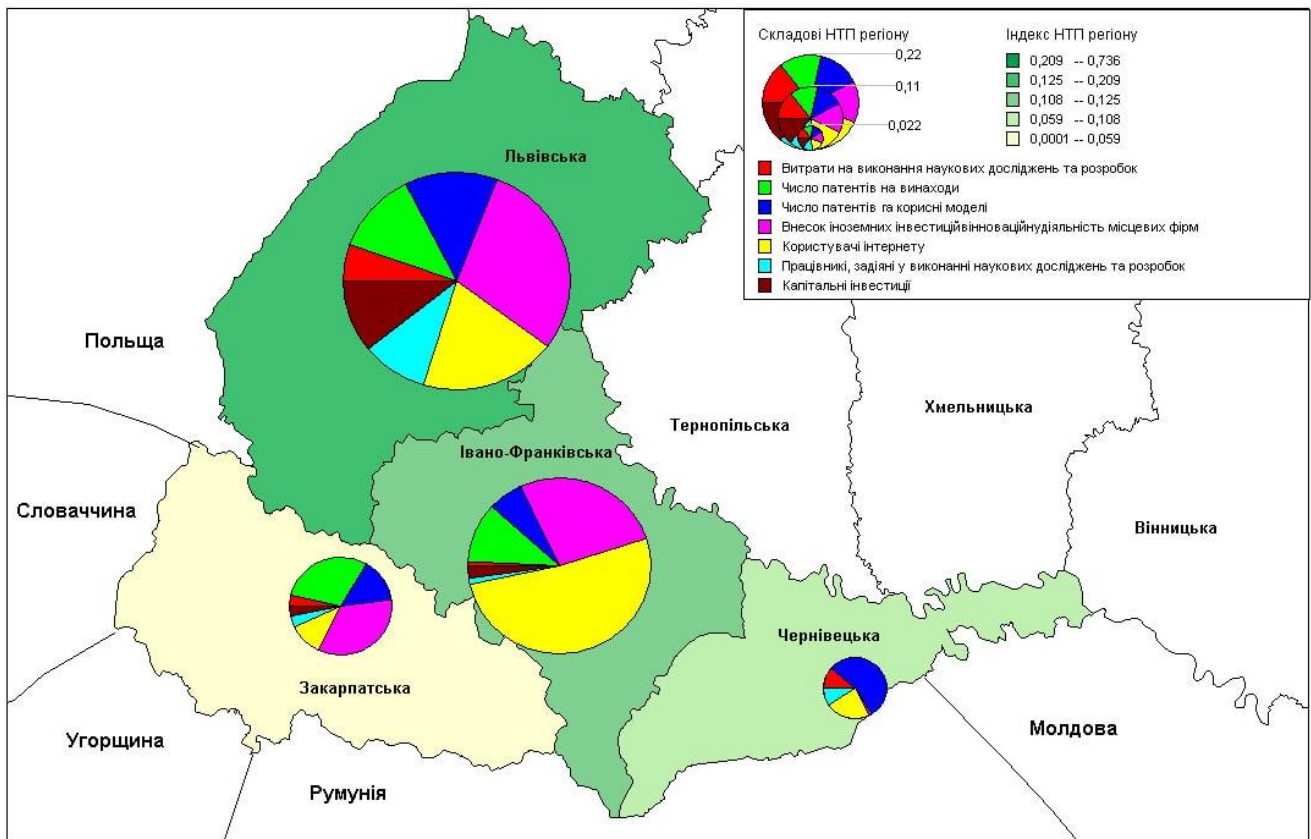 Складові НТП регіону
0,22
0,11
0,022
Індекс НТП регіону
0,209 -- 0,736
0,125 -- 0,209
0,108 -- 0,125
0,059 -- 0,108
0,0001 -- 0,059
Витрати на виконання наукових досліджень та розробок
Число патентів на винаходи
Число патентів га корисні моделі
Внесок іноземних інвестиційвінноваційнудіяльність місцевих фірм
Користувачі інтернету
Працівникі, задіяні у виконанні наукових досліджень та розробок
Капітальні інвестиції
Львівська
Польща
Тернопільська
Хмельницька
Івано-Франківська
Словаччина
Вінницька
Чернівецька
Закарпатська
Молдова
Угорщина
Румунія